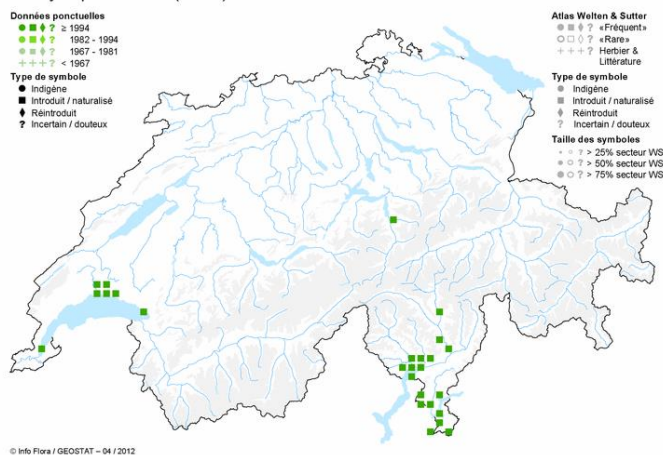 Données ponctuelles
? ≥ 1994
? 1982 - 1994
? 1967 - 1981
++++ < 1967
Type de symbole
Indigène
Introduit / naturalisé
Réintroduit
? Incertain / douteux
Atlas Welten & Sutter
? «Fréquent»
? «Rare»
+++ Herbier &
Littérature
Type de symbole
Indigène
Introduit / naturalisé
Réintroduit
? Incertain / douteux
Taille des symboles
? > 25% secteur WS
? > 50% secteur WS
? > 75% secteur WS
© Info Flora / GEOSTAT – 04 / 2012